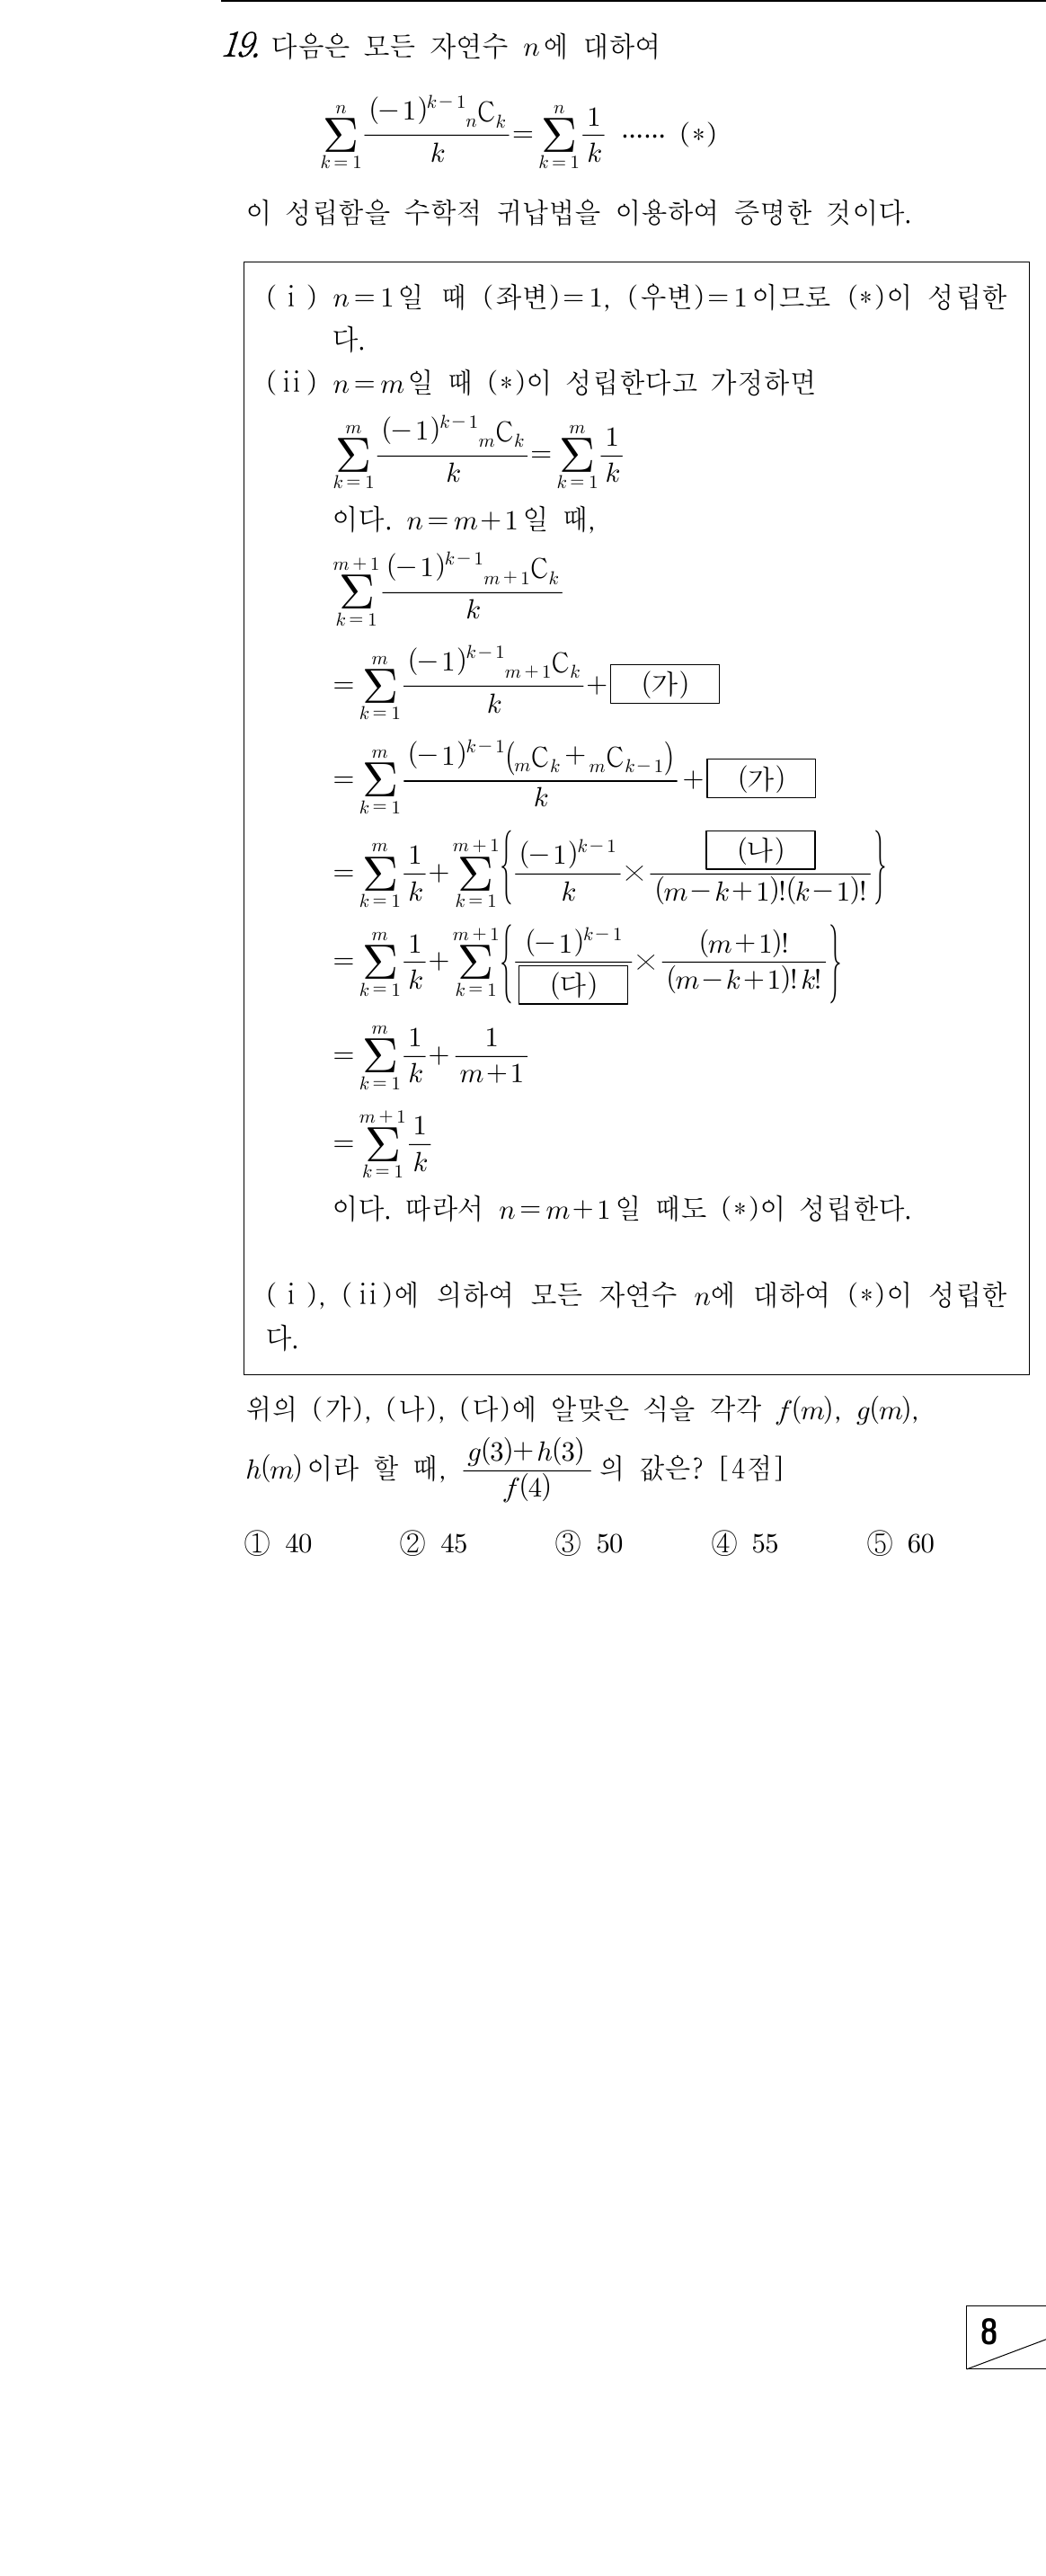 19. 다음은 모든 자연수 n에 대하여
\sum_{k=1}^{n} \frac{(-1)^{k-1} {}_{n}C_{k}}{k} = \sum_{k=1}^{n} \frac{1}{k} ⋯⋯ (*)
이 성립함을 수학적 귀납법을 이용하여 증명한 것이다.
(i) n=1일 때 (좌변)=1, (우변)=1이므로 (*)이 성립한
다.
(ii) n=m일 때 (*)이 성립한다고 가정하면
\sum_{k=1}^{m} \frac{(-1)^{k-1} {}_{m}C_{k}}{k} = \sum_{k=1}^{m} \frac{1}{k}
이다. n=m+1일 때,
\sum_{k=1}^{m+1} \frac{(-1)^{k-1} {}_{m+1}C_{k}}{k}
= \sum_{k=1}^{m} \frac{(-1)^{k-1} {}_{m+1}C_{k}}{k} + (가)
= \sum_{k=1}^{m} \frac{(-1)^{k-1} ({}_{m}C_{k} + {}_{m}C_{k-1})}{k} + (가)
= \sum_{k=1}^{m} \frac{1}{k} + \sum_{k=1}^{m+1} \left\{ \frac{(-1)^{k-1}}{k} × \frac{(나)}{(m-k+1)!(k-1)!} \right\}
= \sum_{k=1}^{m} \frac{1}{k} + \sum_{k=1}^{m+1} \left\{ \frac{(-1)^{k-1}}{(다)} × \frac{(m+1)!}{(m-k+1)!k!} \right\}
= \sum_{k=1}^{m} \frac{1}{k} + \frac{1}{m+1}
= \sum_{k=1}^{m+1} \frac{1}{k}
이다. 따라서 n=m+1일 때도 (*)이 성립한다.
(i), (ii)에 의하여 모든 자연수 n에 대하여 (*)이 성립한
다.
위의 (가), (나), (다)에 알맞은 식을 각각 f(m), g(m),
h(m)이라 할 때, \frac{g(3)+h(3)}{f(4)}의 값은? [4점]
① 40 ② 45 ③ 50 ④ 55 ⑤ 60
8